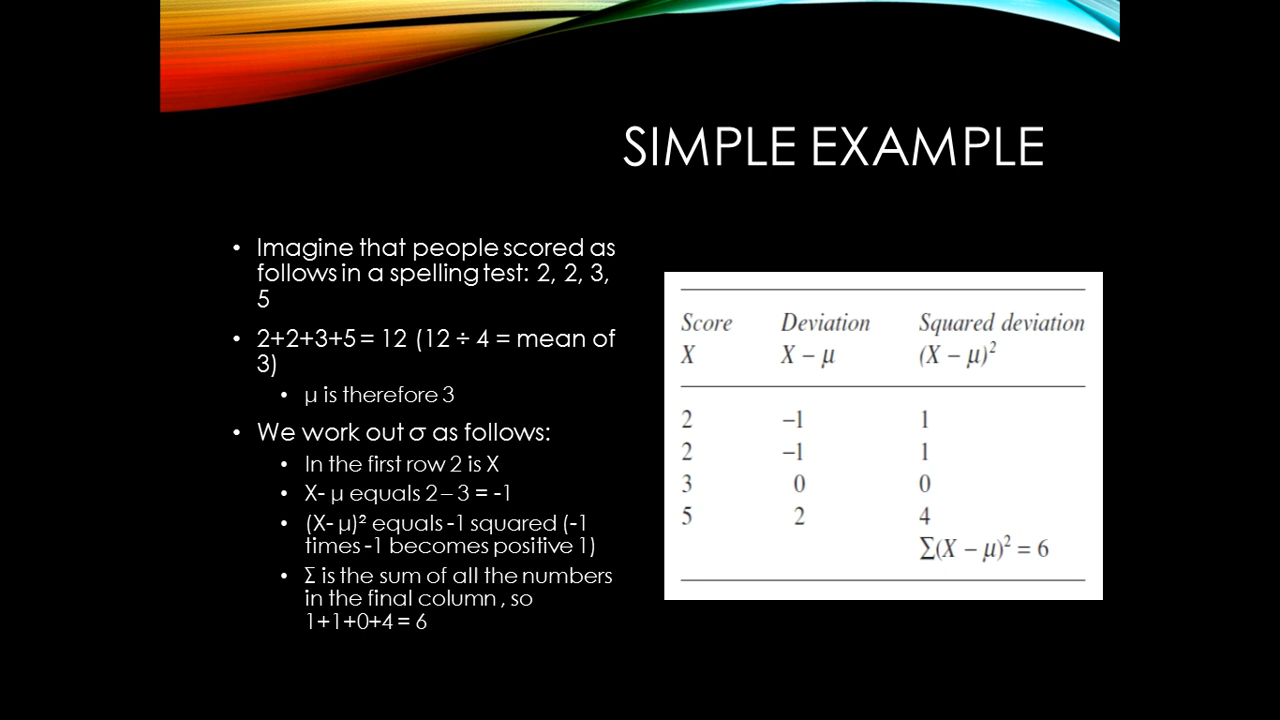 SIMPLE EXAMPLE
• Imagine that people scored as
follows in a spelling test: 2, 2, 3,
5
• 2+2+3+5 = 12 (12 ÷ 4 = mean of
3)
• µ is therefore 3
• We work out σ as follows:
• In the first row 2 is X
• X- µ equals 2 – 3 = -1
• (X- µ)² equals -1 squared (-1
times -1 becomes positive 1)
• Σ is the sum of all the numbers
in the final column , so
1+1+0+4 = 6
Score Deviation Squared deviation
X X – µ (X – µ)²
2 –1 1
2 –1 1
3 0 0
5 2 4
∑(X – µ)² = 6